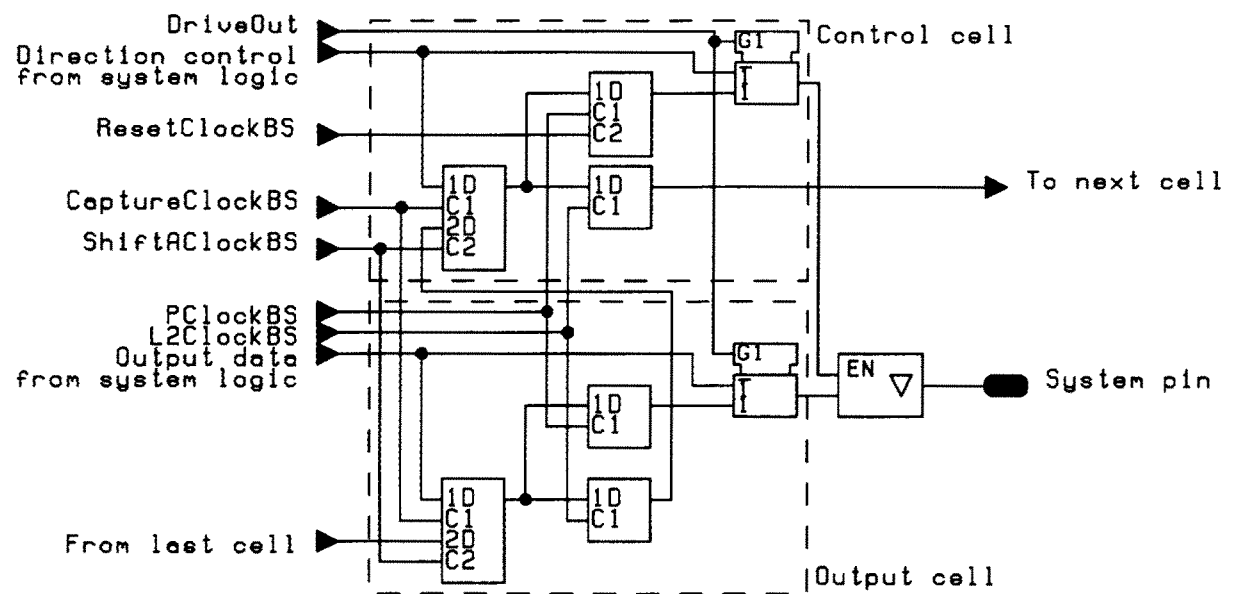 DriveOut
Direction control
from system logic
ResetClockBS
CaptureClockBS
ShiftAClockBS
PClockBS
L2ClockBS
Output data
from system logic
From last cell
G1
Control cell
1
1
1D
C1
C2
1D
C1
2D
C2
1D
C1
To next cell
G1
1
1
EN
System pin
1D
C1
1D
C1
2D
C2
1D
C1
Output cell